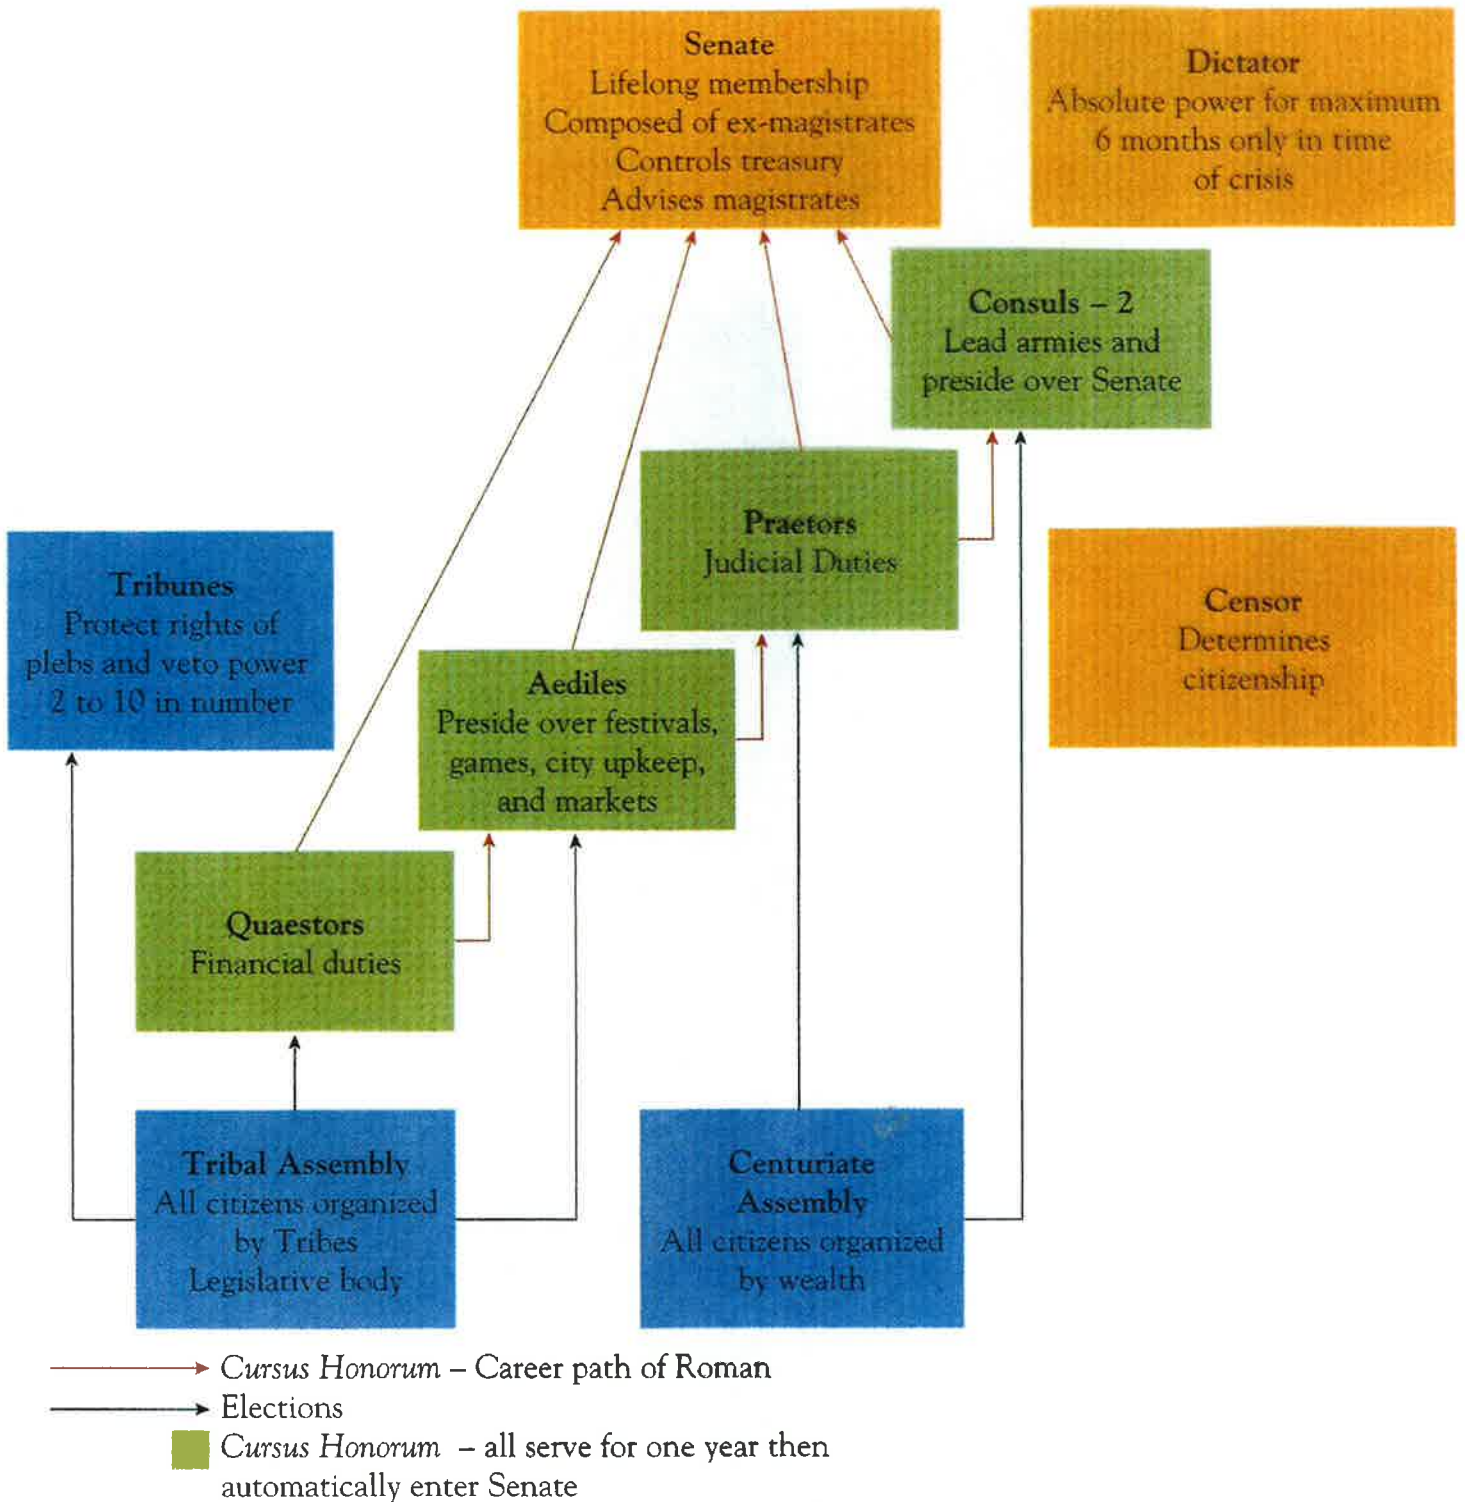 Senate
Lifelong membership
Composed of ex-magistrates
Controls treasury
Advises magistrates
Dictator
Absolute power for maximum
6 months only in time
of crisis
Consuls – 2
Lead armies and
preside over Senate
Praetors
Judicial Duties
Tribunes
Protect rights of
plebs and veto power
2 to 10 in number
Censor
Determines
citizenship
Aediles
Preside over festivals,
games, city upkeep,
and markets
Quaestors
Financial duties
Tribal Assembly
All citizens organized
by Tribes
Legislative body
Centuriate
Assembly
All citizens organized
by wealth
Cursus Honorum – Career path of Roman
Elections
Cursus Honorum – all serve for one year then
automatically enter Senate